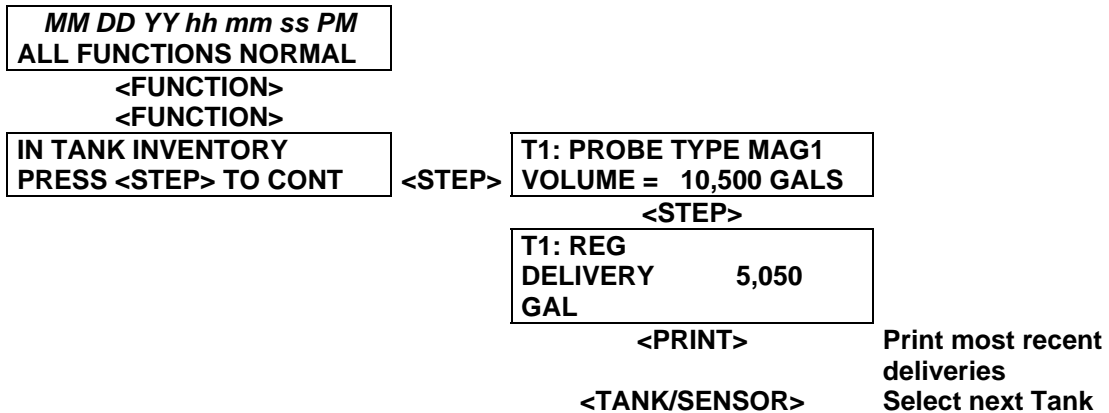 MM DD YY hh mm ss PM
ALL FUNCTIONS NORMAL
<FUNCTION>
<FUNCTION>
IN TANK INVENTORY
PRESS <STEP> TO CONT
<STEP>
T1: PROBE TYPE MAG1
VOLUME = 10,500 GALS
<STEP>
T1: REG
DELIVERY 5,050
GAL
<PRINT> Print most recent
deliveries
<TANK/SENSOR> Select next Tank